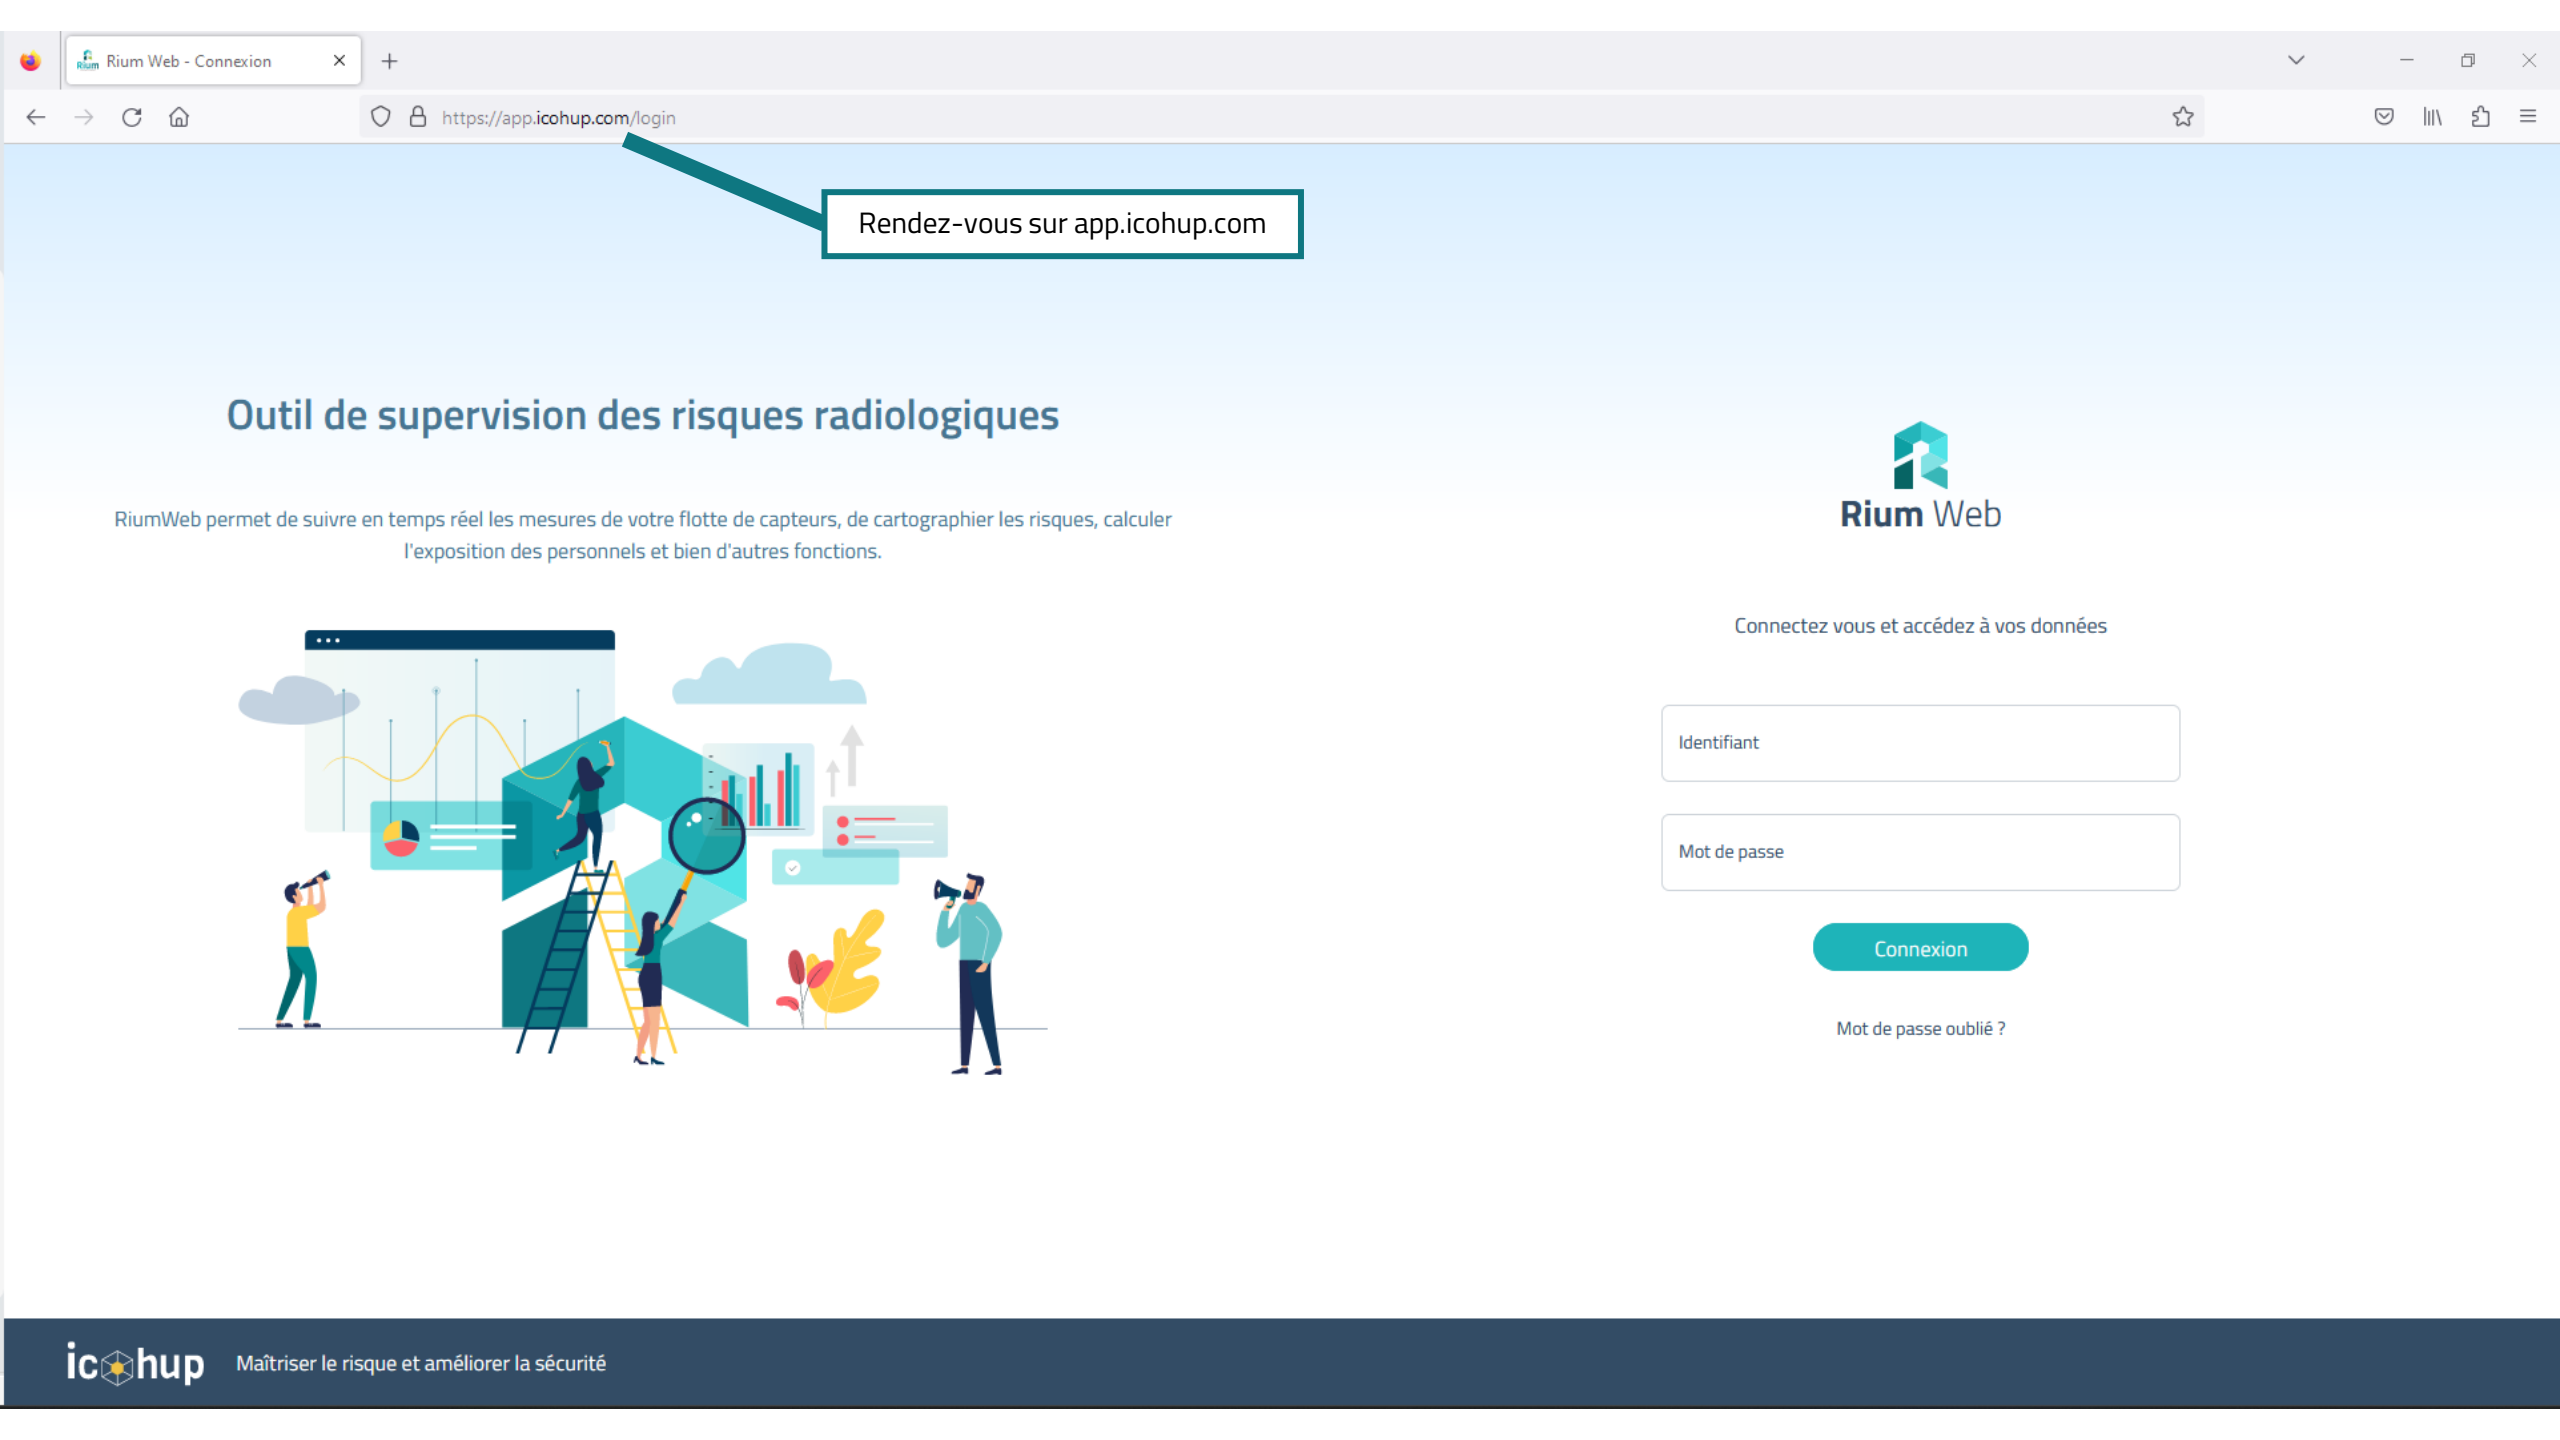 Rium Web - Connexion
https://app.icohup.com/login
Rendez-vous sur app.icohup.com
Outil de supervision des risques radiologiques
RiumWeb permet de suivre en temps réel les mesures de votre flotte de capteurs, de cartographier les risques, calculer
l'exposition des personnels et bien d'autres fonctions.
Rium Web
Connectez vous et accédez à vos données
Identifiant
Mot de passe
Connexion
Mot de passe oublié ?
icohup
Maîtriser le risque et améliorer la sécurité